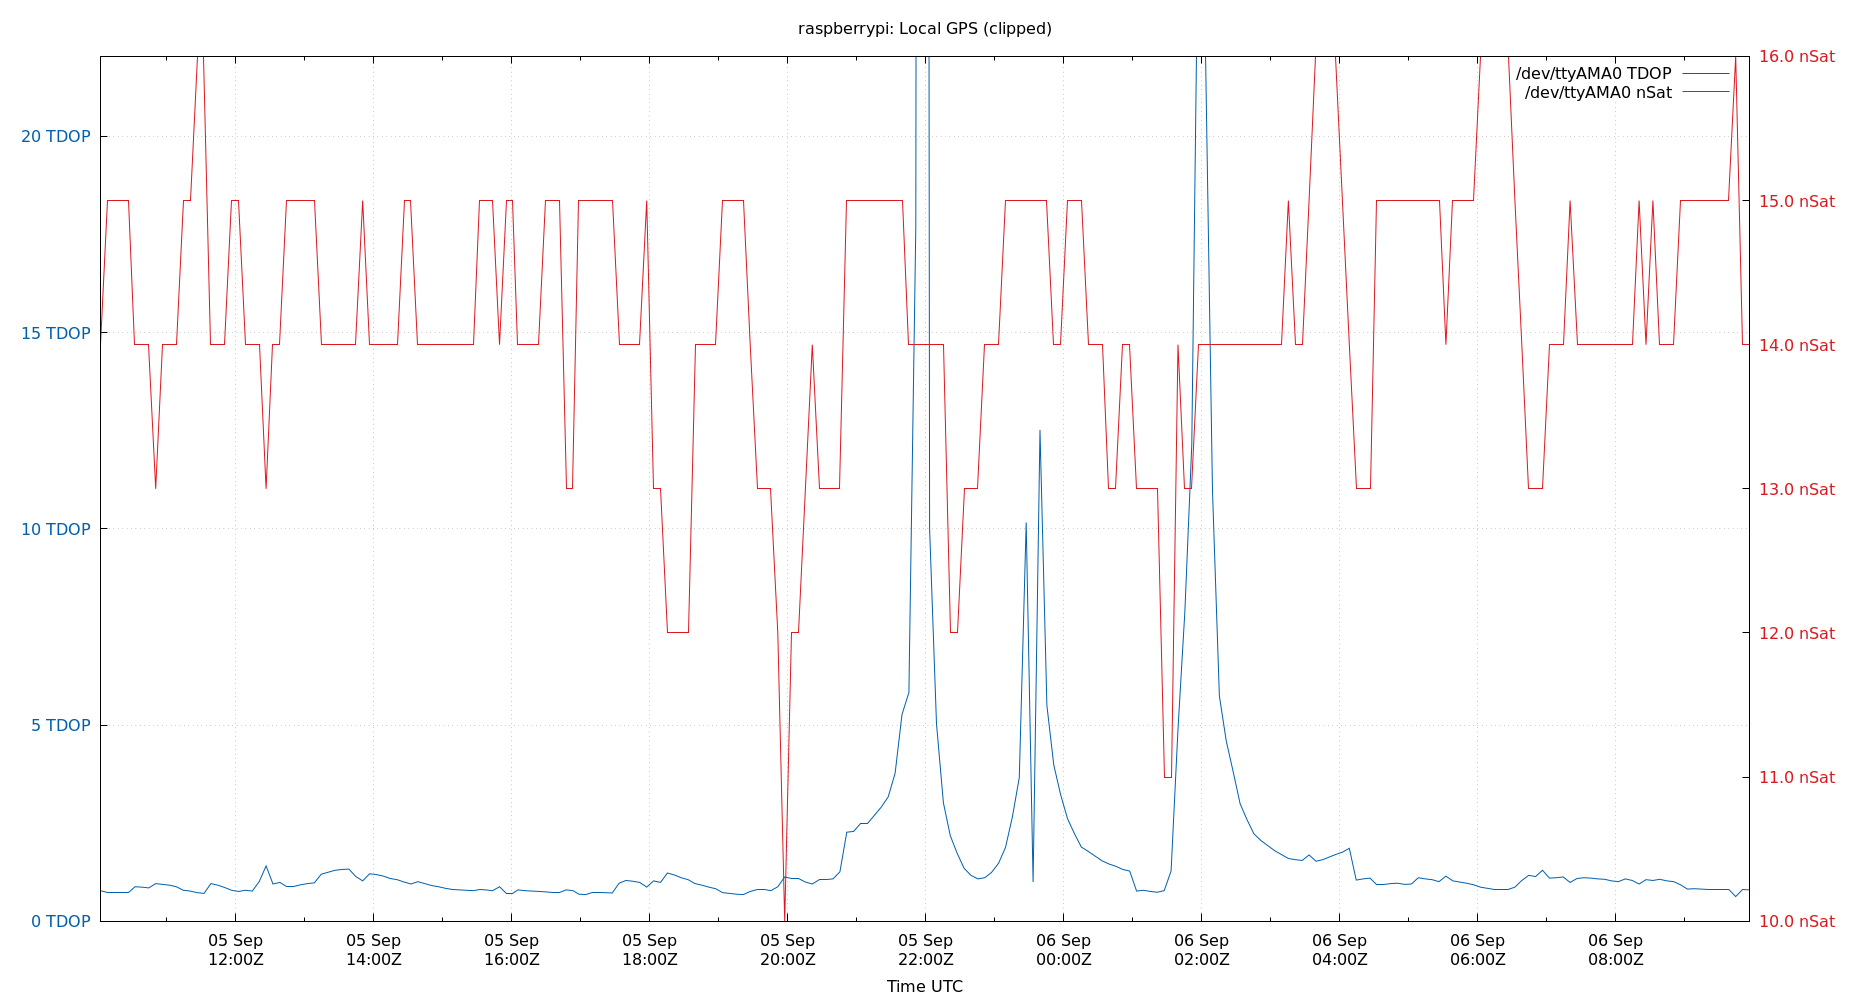 raspberrypi: Local GPS (clipped)
/dev/ttyAMA0 TDOP
/dev/ttyAMA0 nSat
20 TDOP
15 TDOP
10 TDOP
5 TDOP
0 TDOP
16.0 nSat
15.0 nSat
14.0 nSat
13.0 nSat
12.0 nSat
11.0 nSat
10.0 nSat
05 Sep 05 Sep 05 Sep 05 Sep 05 Sep 05 Sep 06 Sep 06 Sep 06 Sep 06 Sep 06 Sep
12:00Z 14:00Z 16:00Z 18:00Z 20:00Z 22:00Z 00:00Z 02:00Z 04:00Z 06:00Z 08:00Z
Time UTC